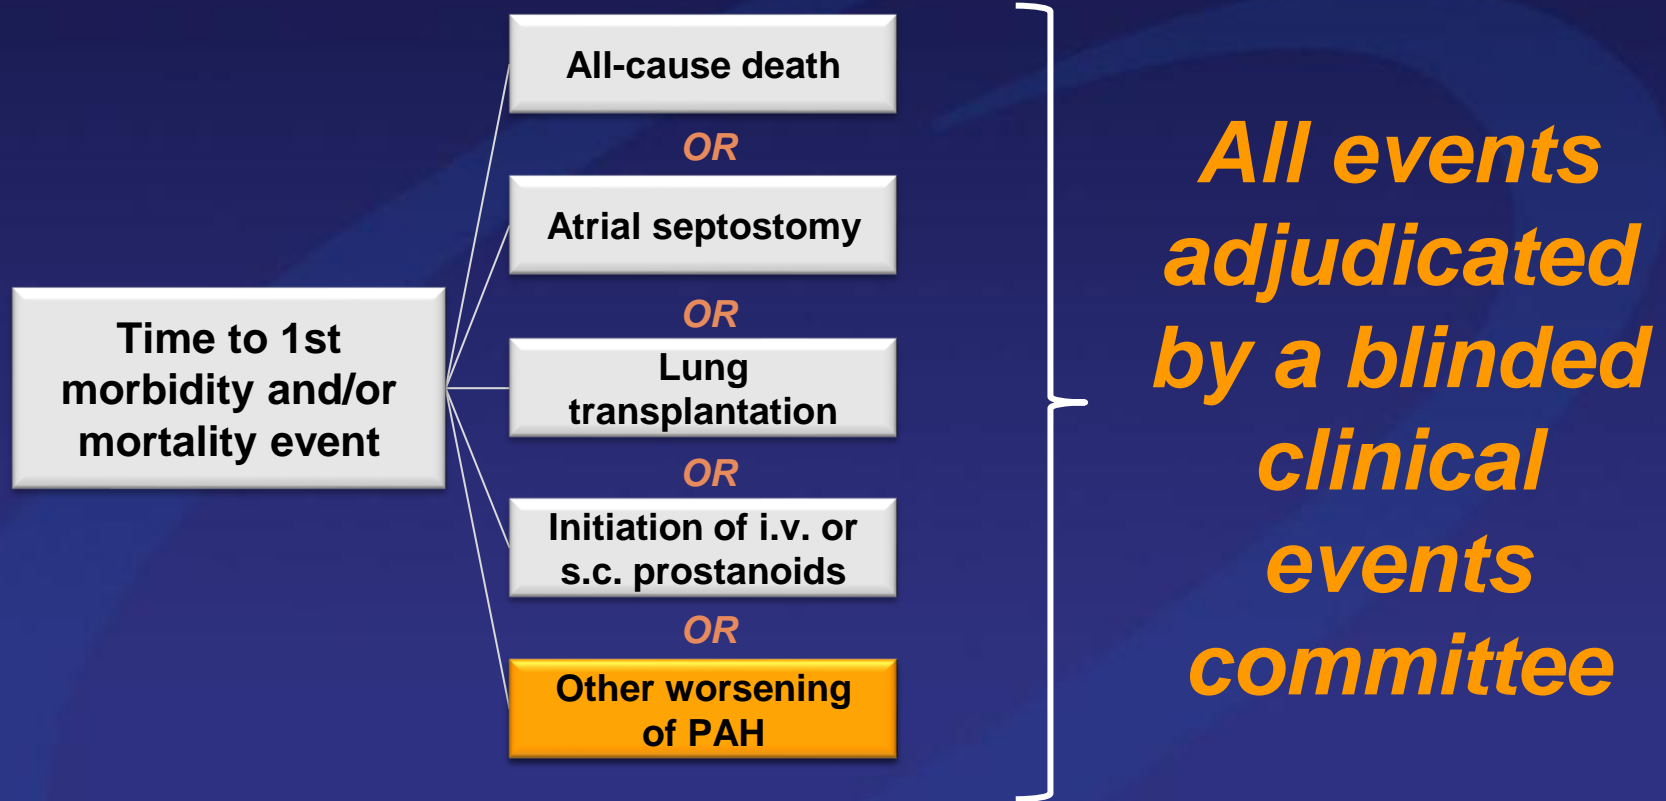 All-cause death
OR
Atrial septostomy
OR
Time to 1st
morbidity and/or
mortality event
Lung
transplantation
OR
Initiation of i.v. or
s.c. prostanoids
OR
Other worsening
of PAH
All events
adjudicated
by a blinded
clinical
events
committee